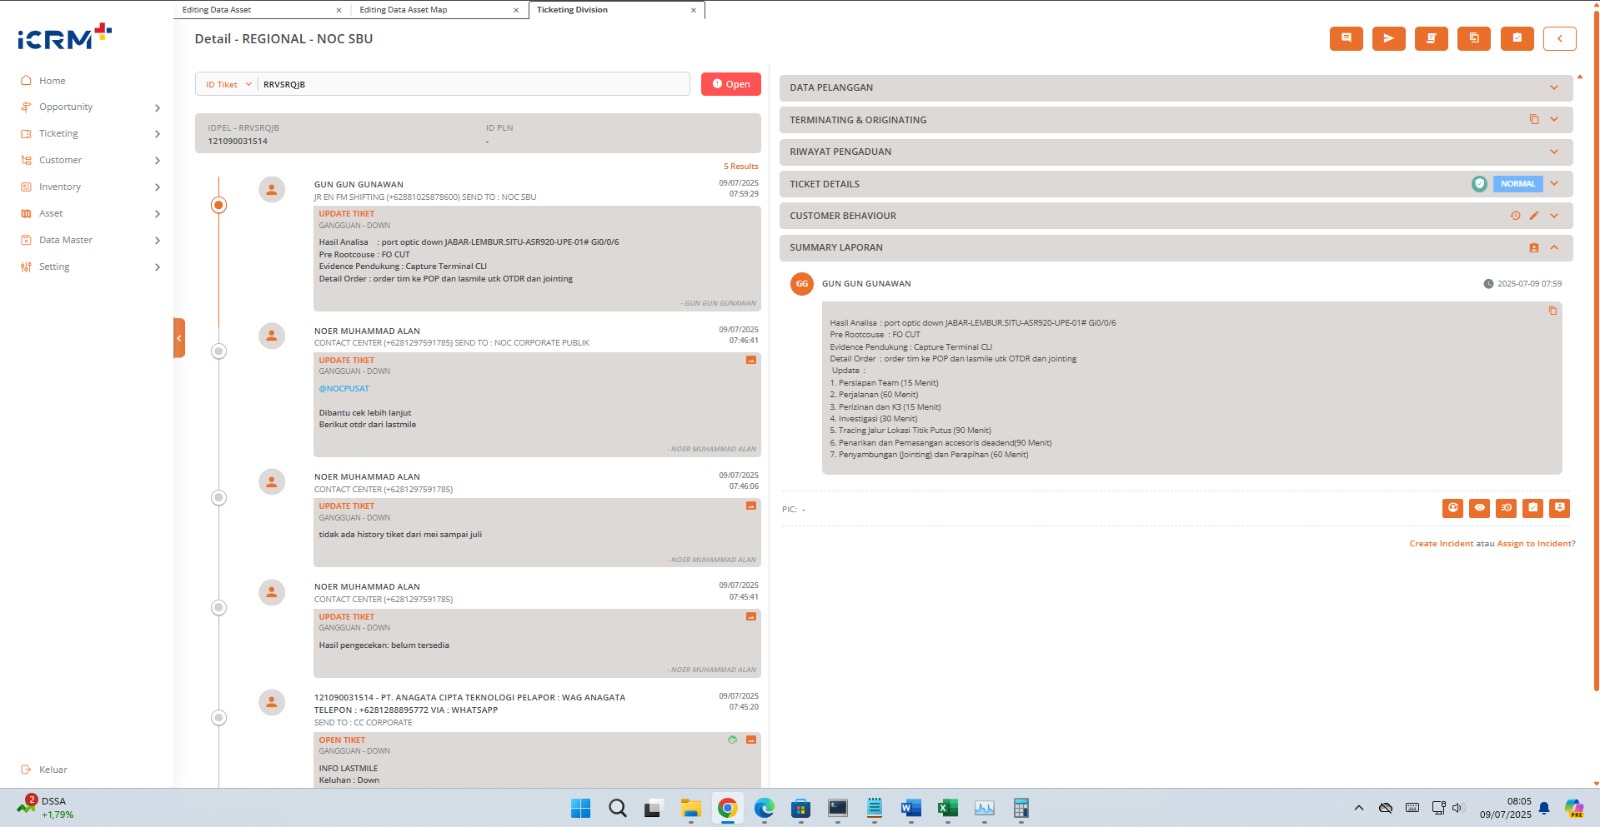 Editing Data Asset x
Editing Data Asset Map x
Ticketing Division x
iCRM
Home
Opportunity
Ticketing
Customer
Inventory
Asset
Data Master
Setting
Keluar
Detail - REGIONAL - NOC SBU
ID Tiket RRVSRQJB
Open
IDPEL - RRVSRQJB
121090031514
ID PLN
-
5 Results
GUN GUN GUNAWAN
JR EN FM SHIFTING (+62881025878600) SEND TO : NOC SBU
09/07/2025
07:59:29
UPDATE TIKET
GANGGUAN - DOWN
Hasil Analisa : port optic down JABAR-LEMBUR.SITU-ASR920-UPE-01# Gi0/0/6
Pre Rootcouse : FO CUT
Evidence Pendukung : Capture Terminal CLI
Detail Order : order tim ke POP dan lasmile utk OTDR dan jointing
- GUN GUN GUNAWAN
NOER MUHAMMAD ALAN
CONTACT CENTER (+6281297591785) SEND TO : NOC CORPORATE PUBLIK
09/07/2025
07:46:41
UPDATE TIKET
GANGGUAN - DOWN
@NOCPUSAT
Dibantu cek lebih lanjut
Berikut otdr dari lastmile
- NOER MUHAMMAD ALAN
NOER MUHAMMAD ALAN
CONTACT CENTER (+6281297591785)
09/07/2025
07:46:06
UPDATE TIKET
GANGGUAN - DOWN
tidak ada history tiket dari mei sampai juli
- NOER MUHAMMAD ALAN
NOER MUHAMMAD ALAN
CONTACT CENTER (+6281297591785)
09/07/2025
07:45:41
UPDATE TIKET
GANGGUAN - DOWN
Hasil pengecekan: belum tersedia
- NOER MUHAMMAD ALAN
121090031514 - PT. ANAGATA CIPTA TEKNOLOGI PELAPOR : WAG ANAGATA
TELEPON : +6281288895772 VIA : WHATSAPP
SEND TO : CC CORPORATE
09/07/2025
07:45:20
OPEN TIKET
GANGGUAN - DOWN
INFO LASTMILE
Keluhan : Down
DATA PELANGGAN
TERMINATING & ORIGINATING
RIWAYAT PENGADUAN
TICKET DETAILS
NORMAL
CUSTOMER BEHAVIOUR
SUMMARY LAPORAN
GG GUN GUN GUNAWAN
2025-07-09 07:59
Hasil Analisa : port optic down JABAR-LEMBUR.SITU-ASR920-UPE-01# Gi0/0/6
Pre Rootcouse : FO CUT
Evidence Pendukung : Capture Terminal CLI
Detail Order : order tim ke POP dan lasmile utk OTDR dan jointing
Update :
1. Persiapan Team (15 Menit)
2. Perjalanan (60 Menit)
3. Perizinan dan K3 (15 Menit)
4. Investigasi (30 Menit)
5. Tracing Jalur Lokasi Titik Putus (90 Menit)
6. Penarikan dan Pemasangan accesoris deadend(90 Menit)
7. Penyambungan (Jointing) dan Perapihan (60 Menit)
PIC: -
Create Incident atau Assign to Incident?
2
DSSA
+1,79%
08:05
09/07/2025
PRE